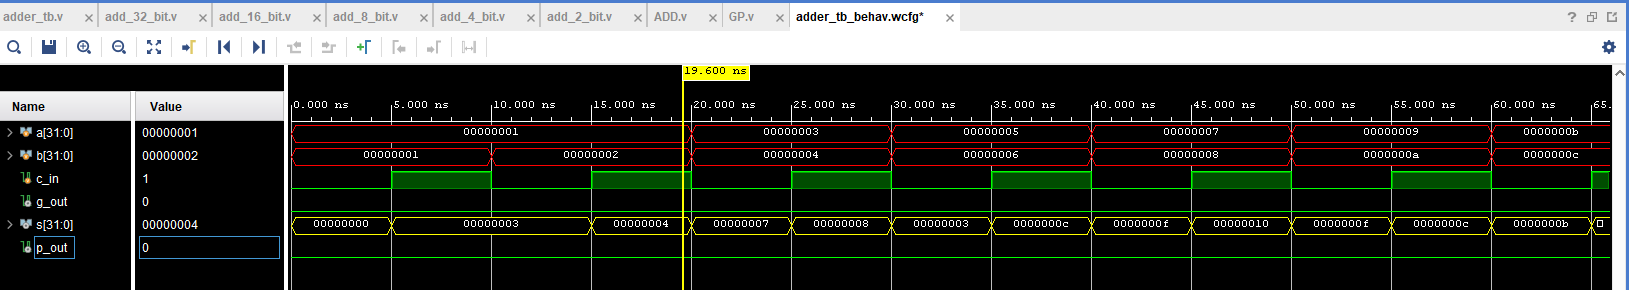 adder_tb.v × add_32_bit.v × add_16_bit.v × add_8_bit.v × add_4_bit.v × add_2_bit.v × ADD.v × GP.v × adder_tb_behav.wcfg* ×
19.600 ns
Name Value
0.000 ns 5.000 ns 10.000 ns 15.000 ns 20.000 ns 25.000 ns 30.000 ns 35.000 ns 40.000 ns 45.000 ns 50.000 ns 55.000 ns 60.000 ns 65.
a[31:0] 00000001 00000001 00000003 00000005 00000007 00000009 0000000b
b[31:0] 00000002 00000001 00000002 00000004 00000006 00000008 0000000a 0000000c
c_in 1
g_out 0
s[31:0] 00000004 00000000 00000003 00000004 00000007 00000008 00000003 0000000c 0000000f 00000010 0000000f 0000000c 0000000b
p_out 0